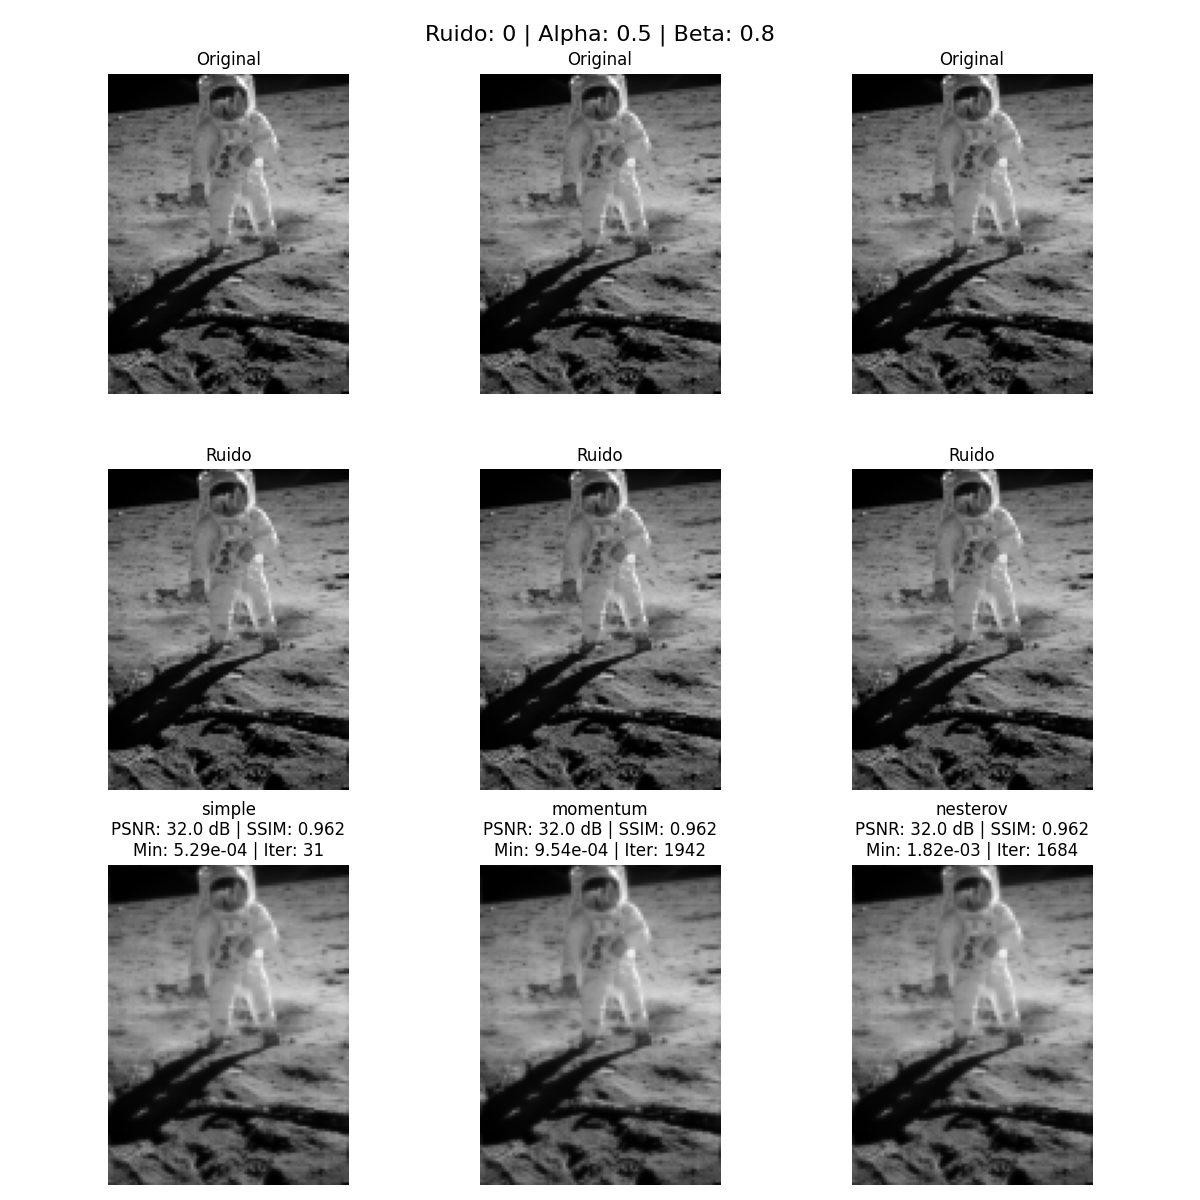 Ruido: 0 | Alpha: 0.5 | Beta: 0.8
Original
Original
Original
Ruido
Ruido
Ruido
simple
PSNR: 32.0 dB | SSIM: 0.962
Min: 5.29e-04 | Iter: 31
momentum
PSNR: 32.0 dB | SSIM: 0.962
Min: 9.54e-04 | Iter: 1942
nesterov
PSNR: 32.0 dB | SSIM: 0.962
Min: 1.82e-03 | Iter: 1684